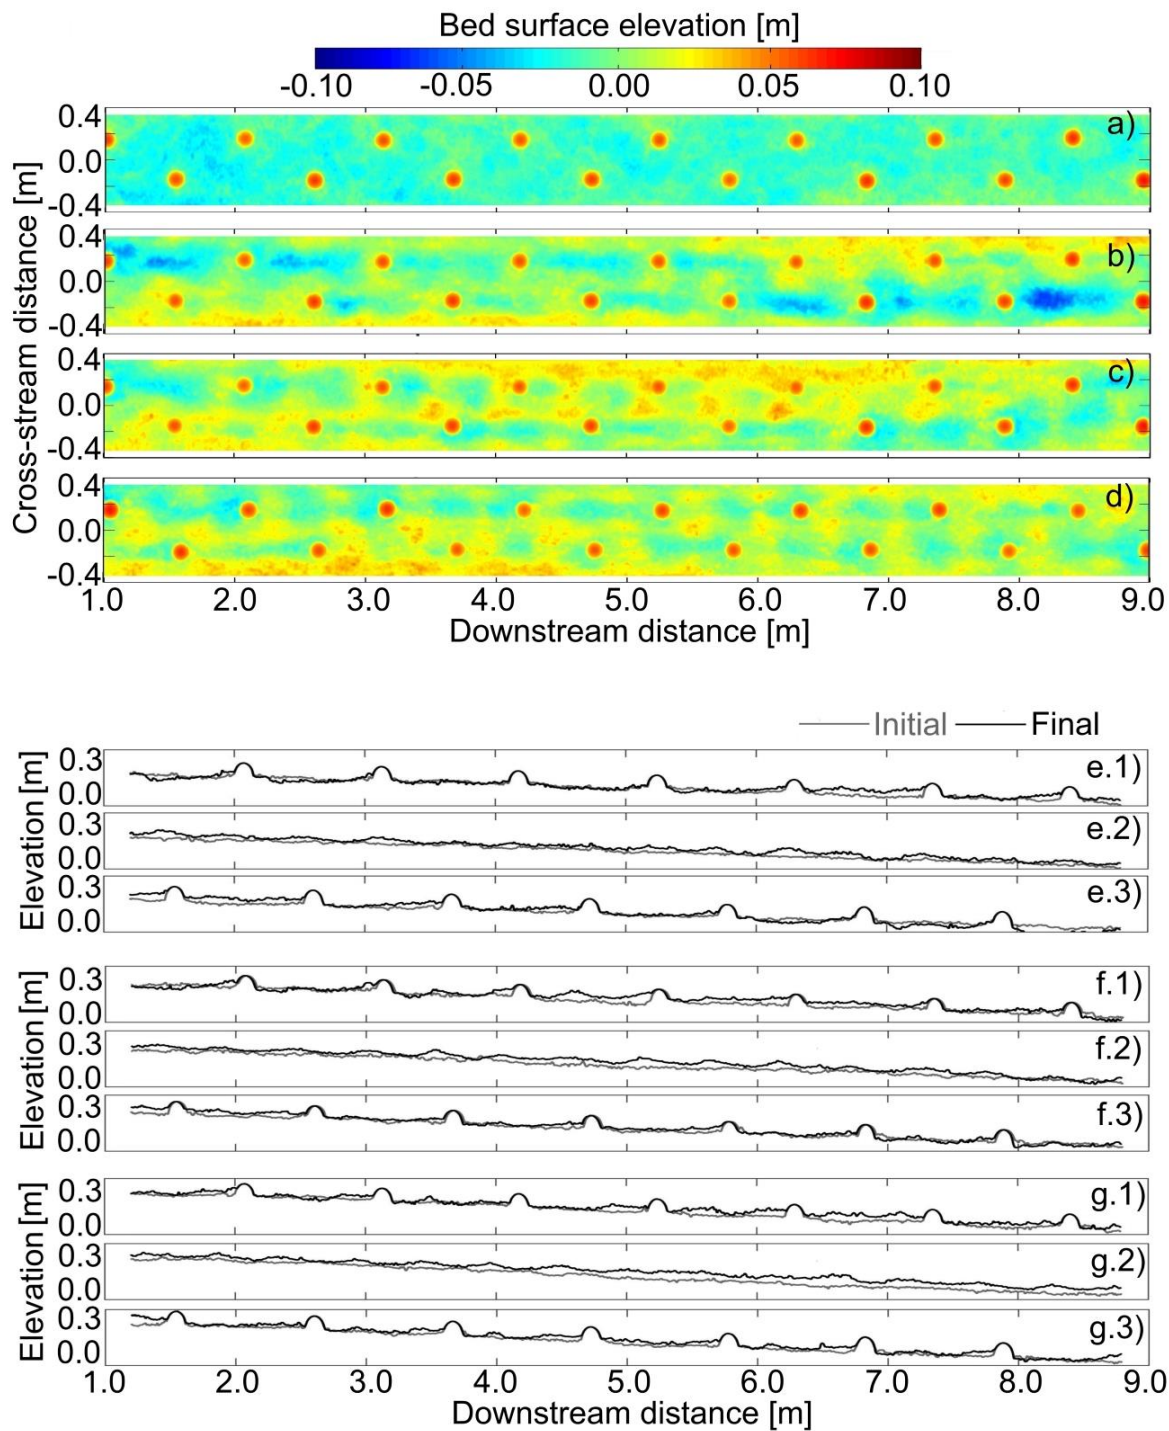 Bed surface elevation [m]
-0.10 -0.05 0.00 0.05 0.10
Cross-stream distance [m]
0.4 a)
0.0
-0.4
0.4 b)
0.0
-0.4
0.4 c)
0.0
-0.4
0.4 d)
0.0
-0.4
1.0 2.0 3.0 4.0 5.0 6.0 7.0 8.0 9.0
Downstream distance [m]
Initial Final
Elevation [m]
0.3 e.1)
0.0
0.3 e.2)
0.0
0.3 e.3)
0.0
Elevation [m]
0.3 f.1)
0.0
0.3 f.2)
0.0
0.3 f.3)
0.0
Elevation [m]
0.3 g.1)
0.0
0.3 g.2)
0.0
0.3 g.3)
0.0
1.0 2.0 3.0 4.0 5.0 6.0 7.0 8.0 9.0
Downstream distance [m]